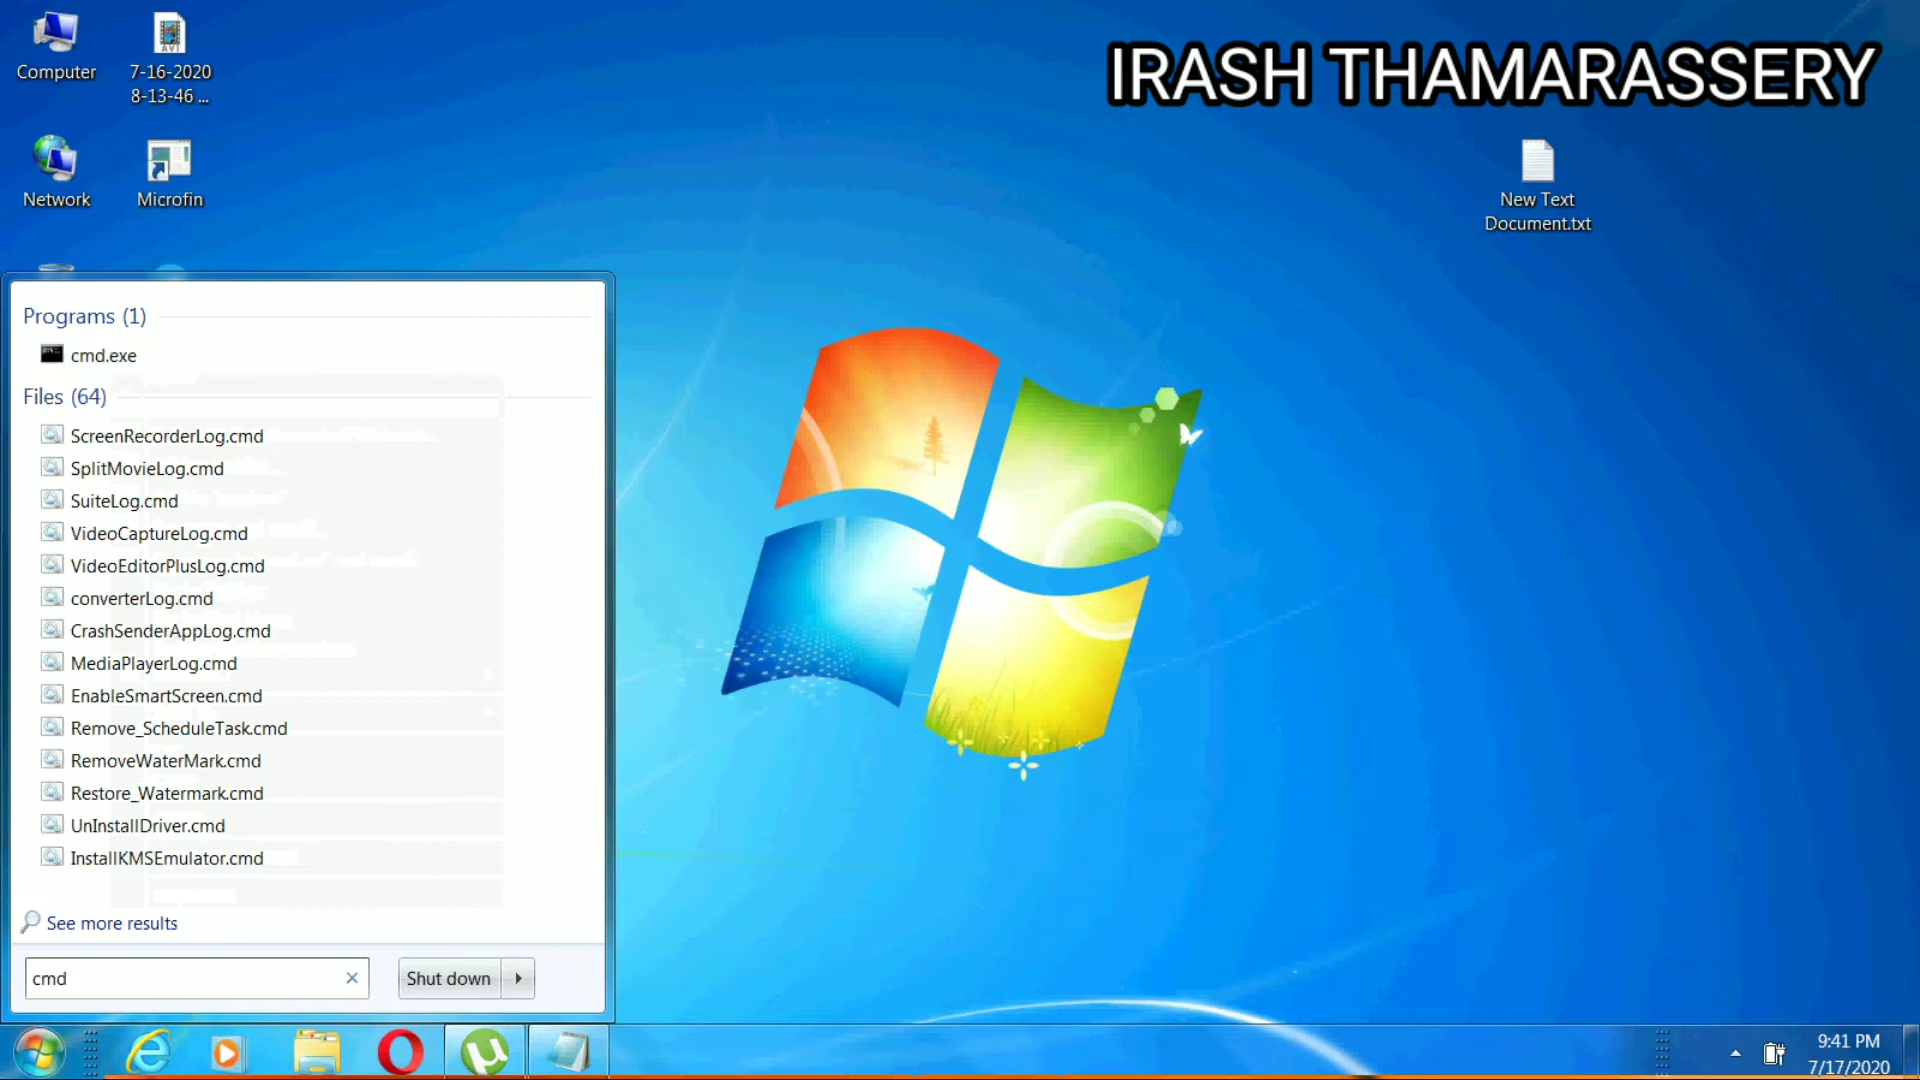 Computer
7-16-2020
8-13-46 ...
IRASH THAMARASSERY
Network
Microfin
New Text
Document.txt
Programs (1)
cmd.exe
Files (64)
ScreenRecorderLog.cmd
SplitMovieLog.cmd
SuiteLog.cmd
VideoCaptureLog.cmd
VideoEditorPlusLog.cmd
converterLog.cmd
CrashSenderAppLog.cmd
MediaPlayerLog.cmd
EnableSmartScreen.cmd
Remove_ScheduleTask.cmd
RemoveWaterMark.cmd
Restore_Watermark.cmd
UnInstallDriver.cmd
InstallKMSEmulator.cmd
See more results
cmd
Shut down
9:41 PM
7/17/2020